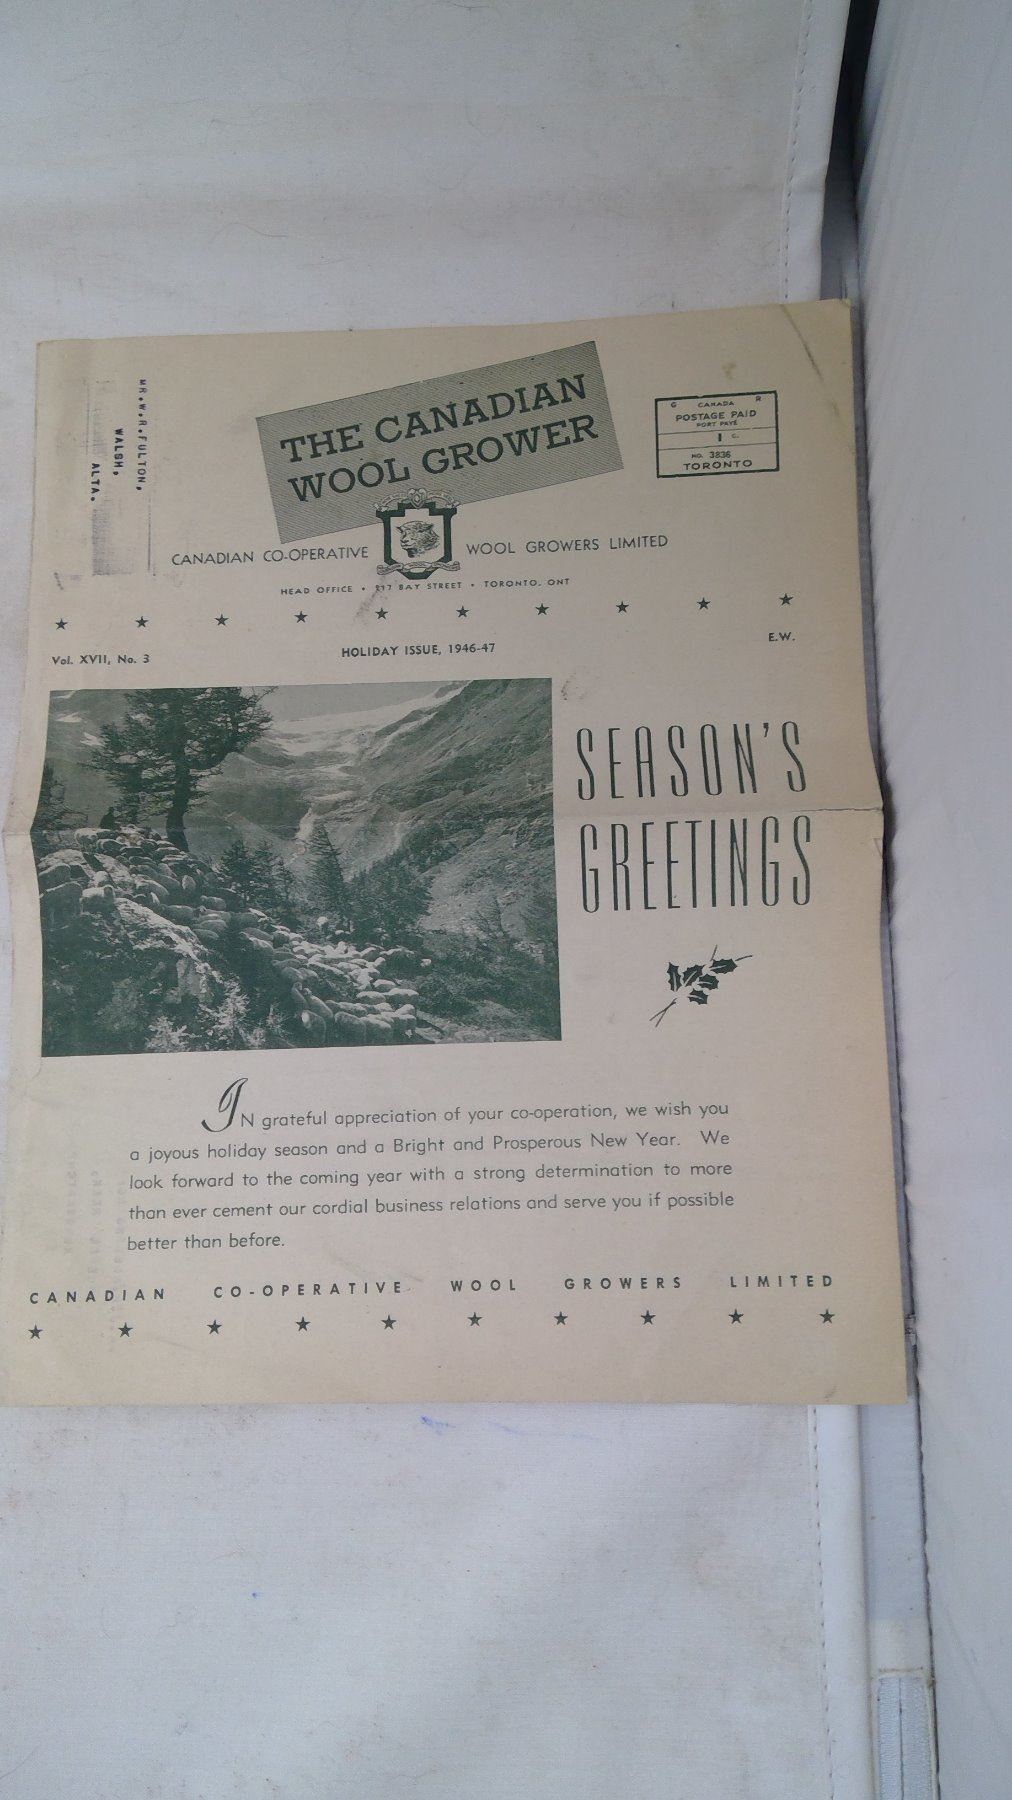 MR.W.R.FULTON,
WALSH,
ALTA.
THE CANADIAN
WOOL GROWER
G CANADA R
POSTAGE PAID
PORT PAYÉ
1 C.
NO. 3836
TORONTO
CANADIAN CO-OPERATIVE WOOL GROWERS LIMITED
HEAD OFFICE • 217 BAY STREET • TORONTO, ONT
Vol. XVII, No. 3 HOLIDAY ISSUE, 1946-47 E.W.
SEASON'S
GREETINGS
IN grateful appreciation of your co-operation, we wish you
a joyous holiday season and a Bright and Prosperous New Year. We
look forward to the coming year with a strong determination to more
than ever cement our cordial business relations and serve you if possible
better than before.
CANADIAN CO-OPERATIVE WOOL GROWERS LIMITED